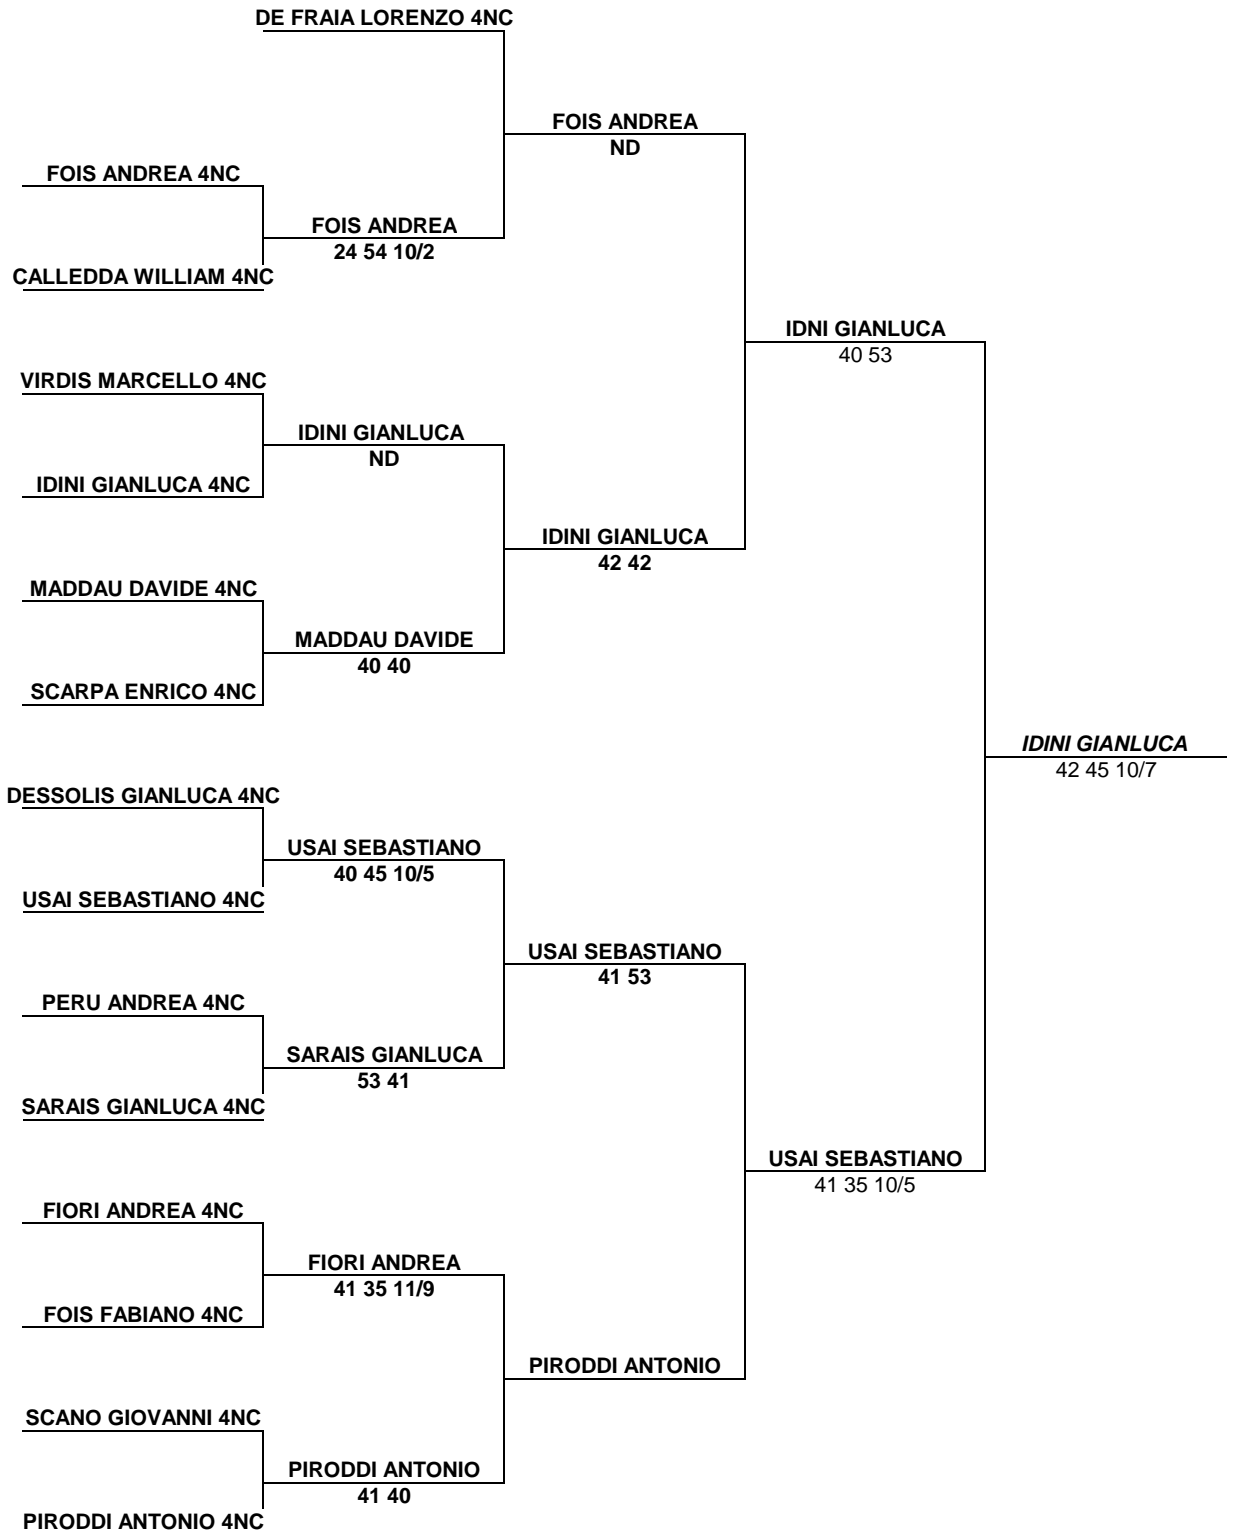 DE FRAIA LORENZO 4NC
FOIS ANDREA
ND
FOIS ANDREA 4NC
FOIS ANDREA
24 54 10/2
CALLEDDA WILLIAM 4NC
IDNI GIANLUCA
40 53
VIRDIS MARCELLO 4NC
IDINI GIANLUCA
ND
IDINI GIANLUCA 4NC
IDINI GIANLUCA
42 42
MADDAU DAVIDE 4NC
MADDAU DAVIDE
40 40
SCARPA ENRICO 4NC
IDINI GIANLUCA
42 45 10/7
DESSOLIS GIANLUCA 4NC
USAI SEBASTIANO
40 45 10/5
USAI SEBASTIANO 4NC
USAI SEBASTIANO
41 53
PERU ANDREA 4NC
SARAIS GIANLUCA
53 41
SARAIS GIANLUCA 4NC
USAI SEBASTIANO
41 35 10/5
FIORI ANDREA 4NC
FIORI ANDREA
41 35 11/9
FOIS FABIANO 4NC
PIRODDI ANTONIO
SCANO GIOVANNI 4NC
PIRODDI ANTONIO
41 40
PIRODDI ANTONIO 4NC